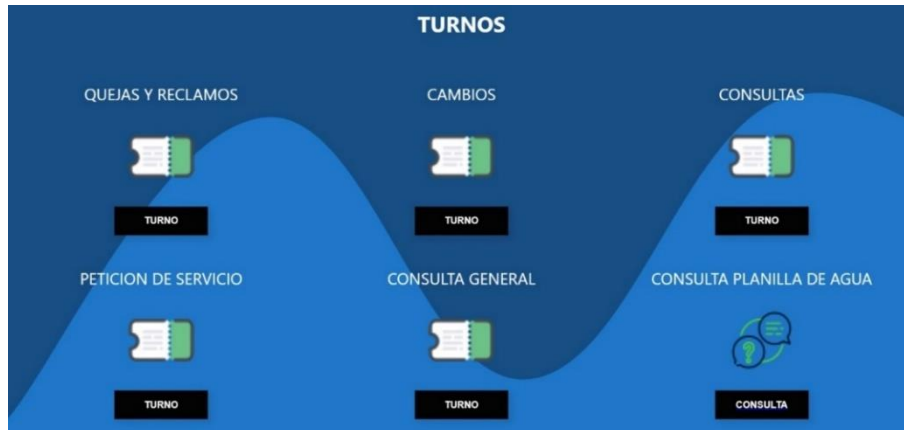 TURNOS
QUEJAS Y RECLAMOS
CAMBIOS
CONSULTAS
TURNO
TURNO
TURNO
PETICION DE SERVICIO
CONSULTA GENERAL
CONSULTA PLANILLA DE AGUA
?
TURNO
TURNO
CONSULTA